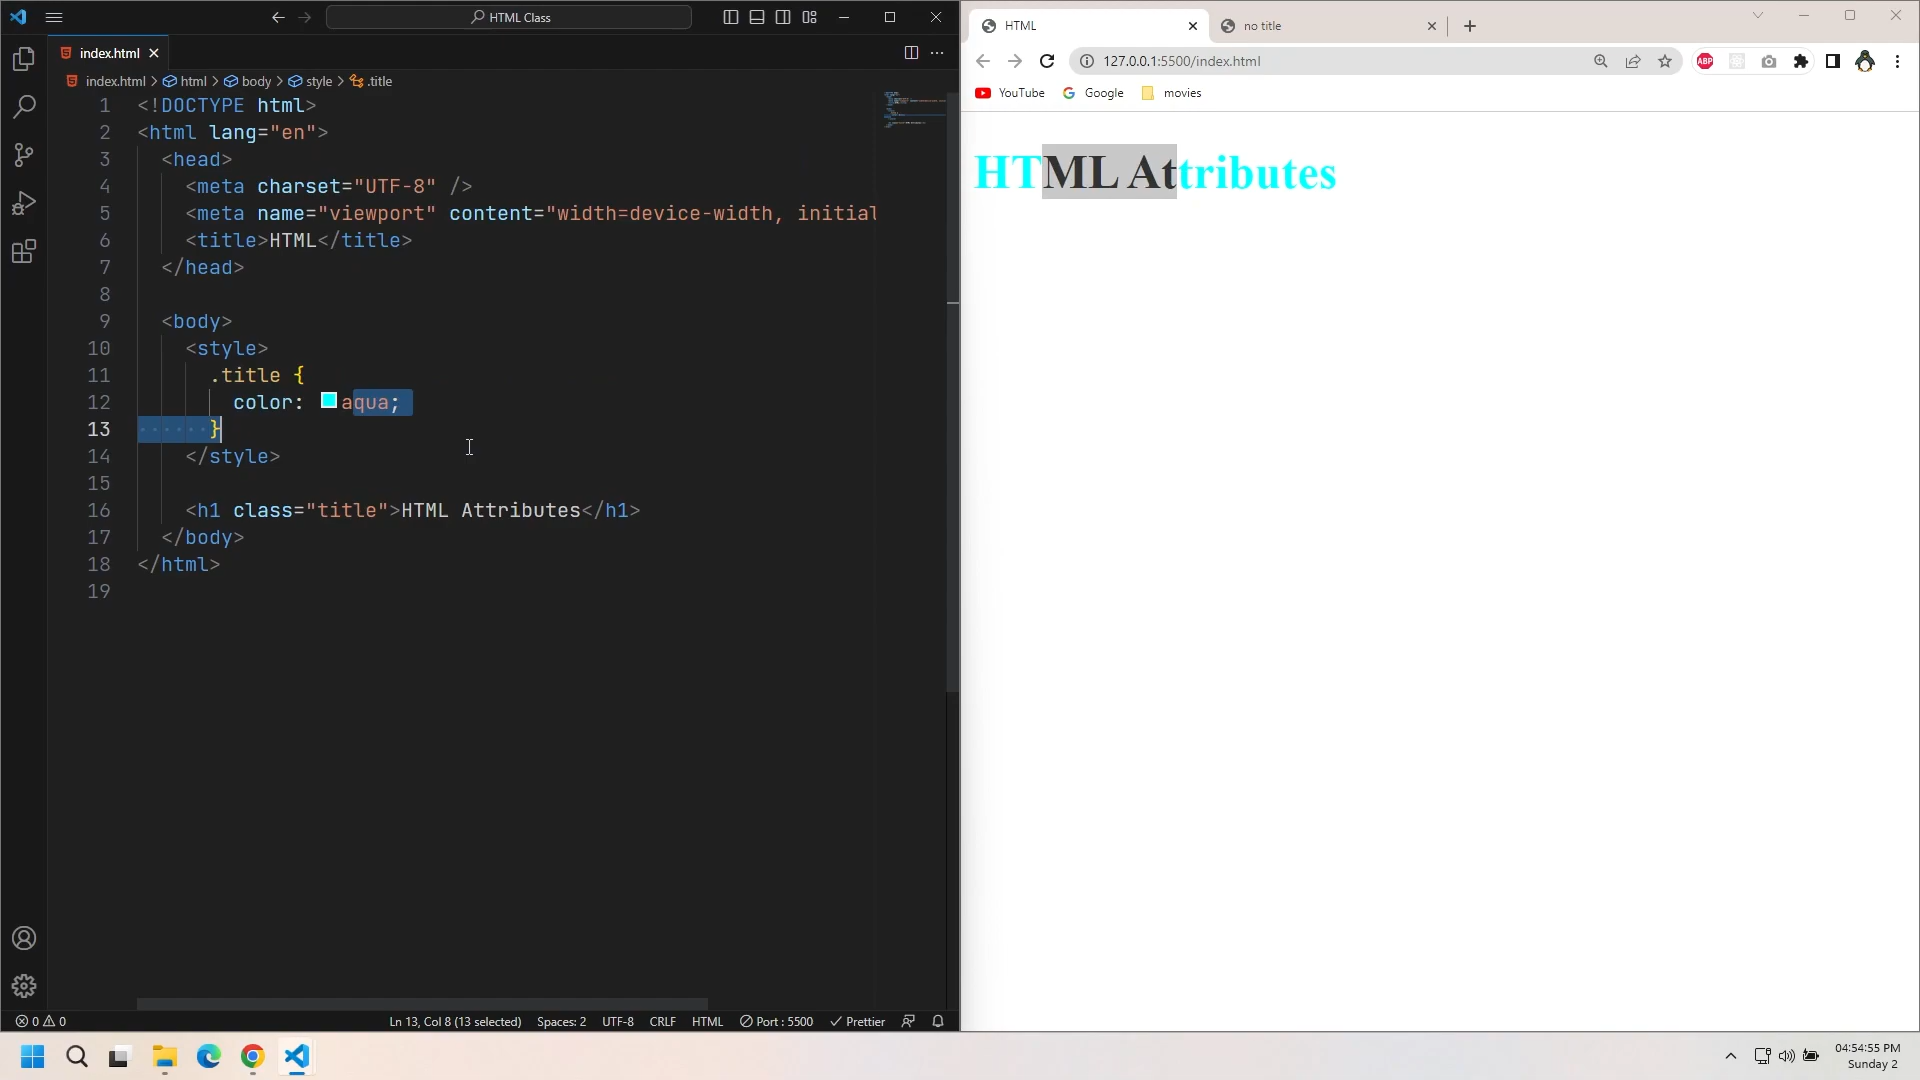 HTML Class
index.html
index.html > html > body > style > .title
1 <!DOCTYPE html>
2 <html lang="en">
3 <head>
4 <meta charset="UTF-8" />
5 <meta name="viewport" content="width=device-width, initial
6 <title>HTML</title>
7 </head>
8
9 <body>
10 <style>
11 .title {
12 color: aqua;
13 }
14 </style>
15
16 <h1 class="title">HTML Attributes</h1>
17 </body>
18 </html>
19
0 0 Ln 13, Col 8 (13 selected) Spaces: 2 UTF-8 CRLF HTML Port : 5500 Prettier
HTML no title
127.0.0.1:5500/index.html
ABP
YouTube Google movies
HTML Attributes
04:54:55 PM
Sunday 2